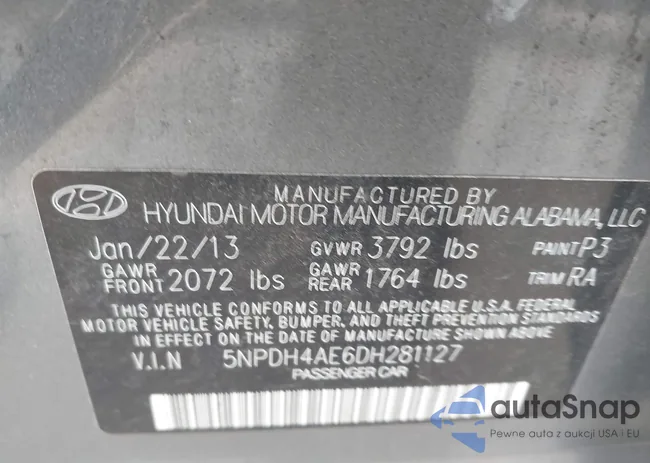 MANUFACTURED BY
HYUNDAI MOTOR MANUFACTURING ALABAMA, LLC
Jan/22/13 GVWR 3792 lbs PAINT P3
GAWR FRONT 2072 lbs GAWR REAR 1764 lbs TRIM RA
THIS VEHICLE CONFORMS TO ALL APPLICABLE U.S.A. FEDERAL
MOTOR VEHICLE SAFETY, BUMPER, AND THEFT PREVENTION STANDARDS
IN EFFECT ON THE DATE OF MANUFACTURE SHOWN ABOVE.
V.I.N 5NPDH4AE6DH281127
PASSENGER CAR
autaSnap
Pewne auta z aukcji USA i EU